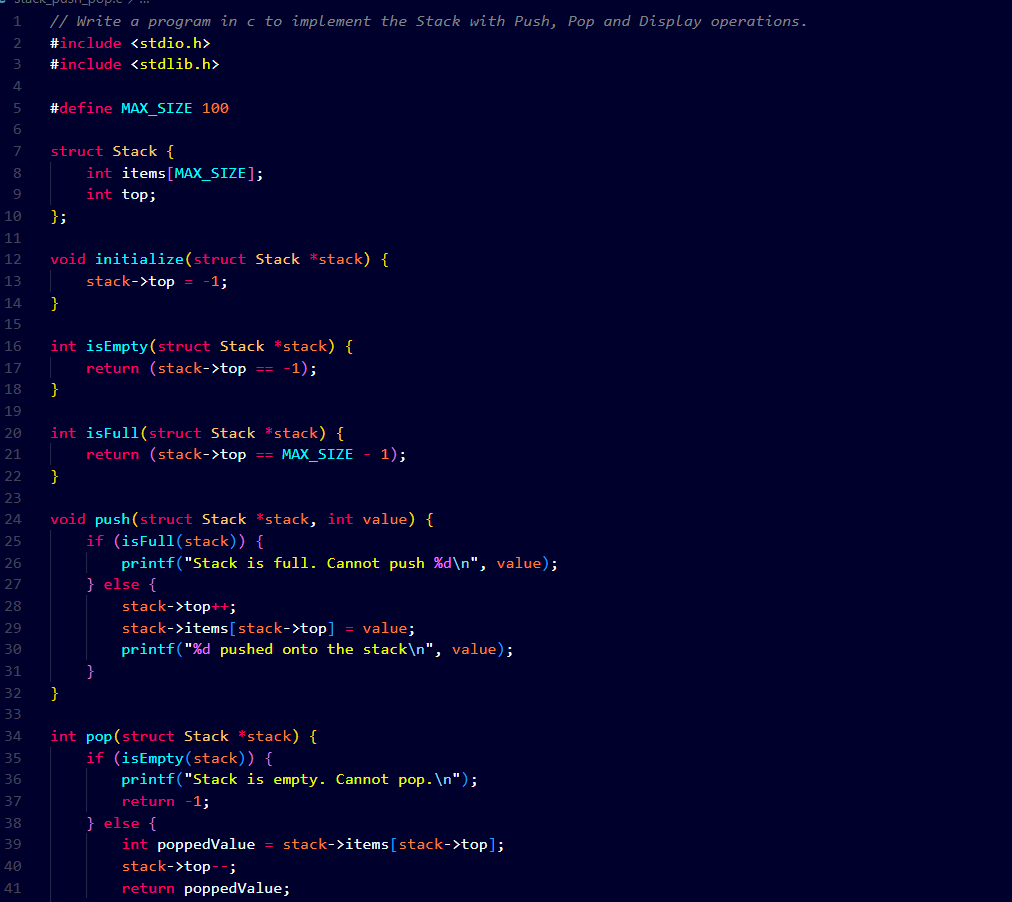 stack_push_pop.c > ...
1 // Write a program in c to implement the Stack with Push, Pop and Display operations.
2 #include <stdio.h>
3 #include <stdlib.h>
4
5 #define MAX_SIZE 100
6
7 struct Stack {
8     int items[MAX_SIZE];
9     int top;
10 };
11
12 void initialize(struct Stack *stack) {
13     stack->top = -1;
14 }
15
16 int isEmpty(struct Stack *stack) {
17     return (stack->top == -1);
18 }
19
20 int isFull(struct Stack *stack) {
21     return (stack->top == MAX_SIZE - 1);
22 }
23
24 void push(struct Stack *stack, int value) {
25     if (isFull(stack)) {
26         printf("Stack is full. Cannot push %d\n", value);
27     } else {
28         stack->top++;
29         stack->items[stack->top] = value;
30         printf("%d pushed onto the stack\n", value);
31     }
32 }
33
34 int pop(struct Stack *stack) {
35     if (isEmpty(stack)) {
36         printf("Stack is empty. Cannot pop.\n");
37         return -1;
38     } else {
39         int poppedValue = stack->items[stack->top];
40         stack->top--;
41         return poppedValue;